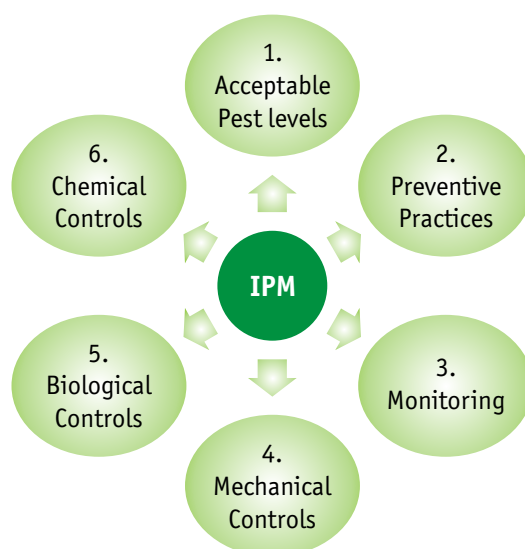 1.
Acceptable
Pest levels
2.
Preventive
Practices
3.
Monitoring
4.
Mechanical
Controls
5.
Biological
Controls
6.
Chemical
Controls
IPM